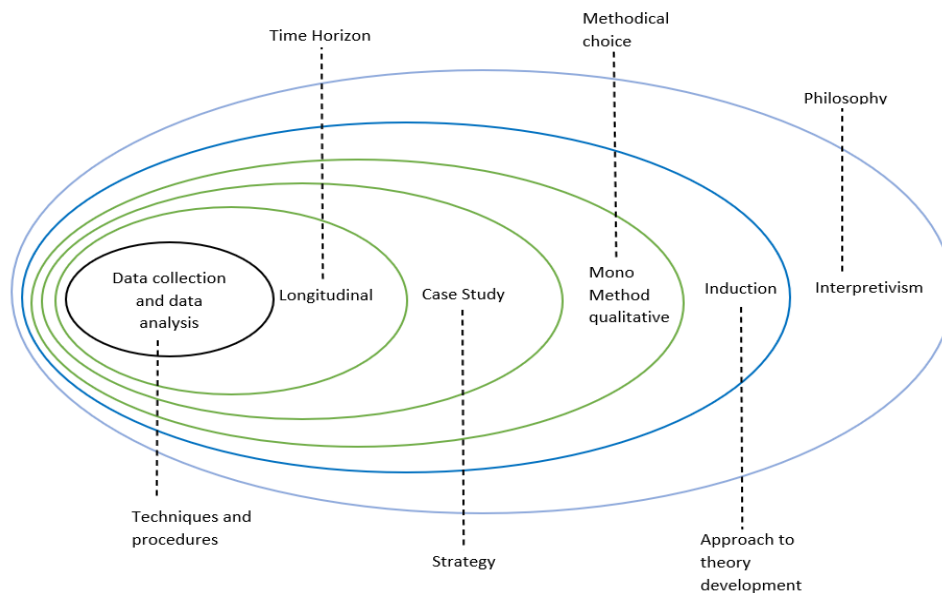 Time Horizon
Methodical
choice
Philosophy
Data collection
and data
analysis
Longitudinal
Case Study
Mono
Method
qualitative
Induction
Interpretivism
Techniques and
procedures
Strategy
Approach to
theory
development